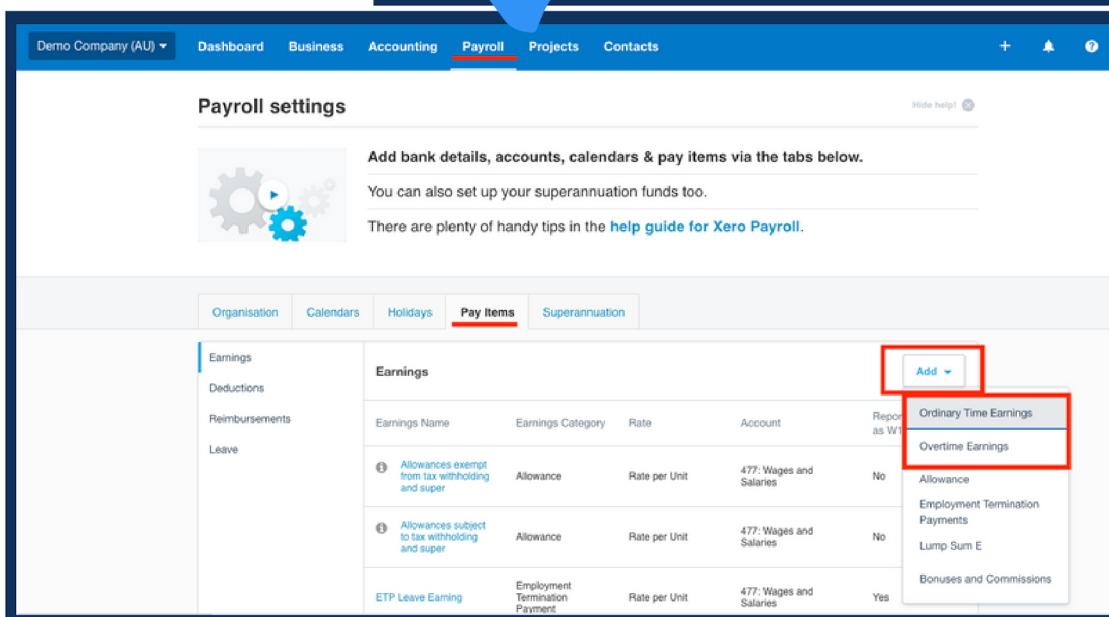 Demo Company (AU)
Dashboard
Business
Accounting
Payroll
Projects
Contacts
Payroll settings
Hide help!
Add bank details, accounts, calendars & pay items via the tabs below.
You can also set up your superannuation funds too.
There are plenty of handy tips in the help guide for Xero Payroll.
Organisation
Calendars
Holidays
Pay Items
Superannuation
Earnings
Deductions
Reimbursements
Leave
Earnings
Add
Earnings Name
Earnings Category
Rate
Account
Repor
as W1
Allowances exempt
from tax withholding
and super
Allowance
Rate per Unit
477: Wages and
Salaries
No
Allowances subject
to tax withholding
and super
Allowance
Rate per Unit
477: Wages and
Salaries
No
ETP Leave Earning
Employment
Termination
Payment
Rate per Unit
477: Wages and
Salaries
Yes
Ordinary Time Earnings
Overtime Earnings
Allowance
Employment Termination
Payments
Lump Sum E
Bonuses and Commissions